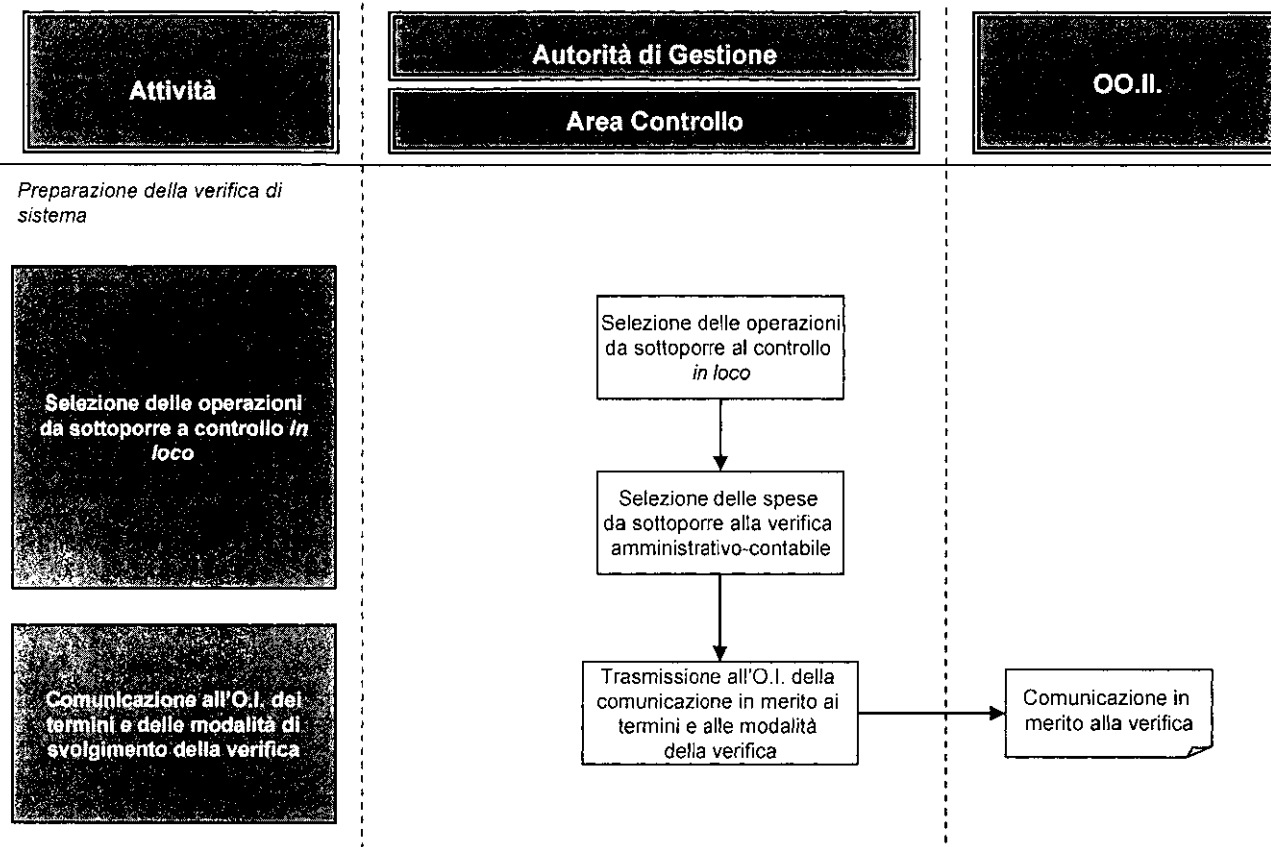 Attività
Autorità di Gestione
Area Controllo
OO.II.
Preparazione della verifica di
sistema
Selezione delle operazioni
da sottoporre a controllo in
loco
Selezione delle operazioni
da sottoporre al controllo
in loco
Selezione delle spese
da sottoporre alla verifica
amministrativo-contabile
Comunicazione all'O.I. dei
termini e delle modalità di
svolgimento della verifica
Trasmissione all'O.I. della
comunicazione in merito ai
termini e alle modalità
della verifica
Comunicazione in
merito alla verifica